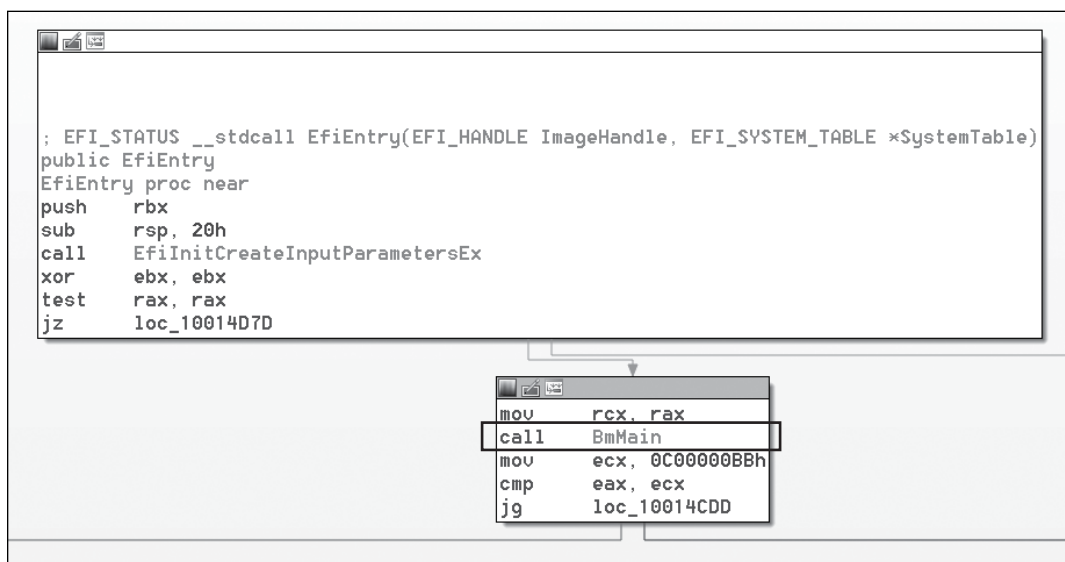 ; EFI_STATUS __stdcall EfiEntry(EFI_HANDLE ImageHandle, EFI_SYSTEM_TABLE *SystemTable)
public EfiEntry
EfiEntry proc near
push rbx
sub rsp, 20h
call EfiInitCreateInputParametersEx
xor ebx, ebx
test rax, rax
jz loc_10014D7D
mov rcx, rax
call BmMain
mov ecx, 0C00000BBh
cmp eax, ecx
jg loc_10014CDD